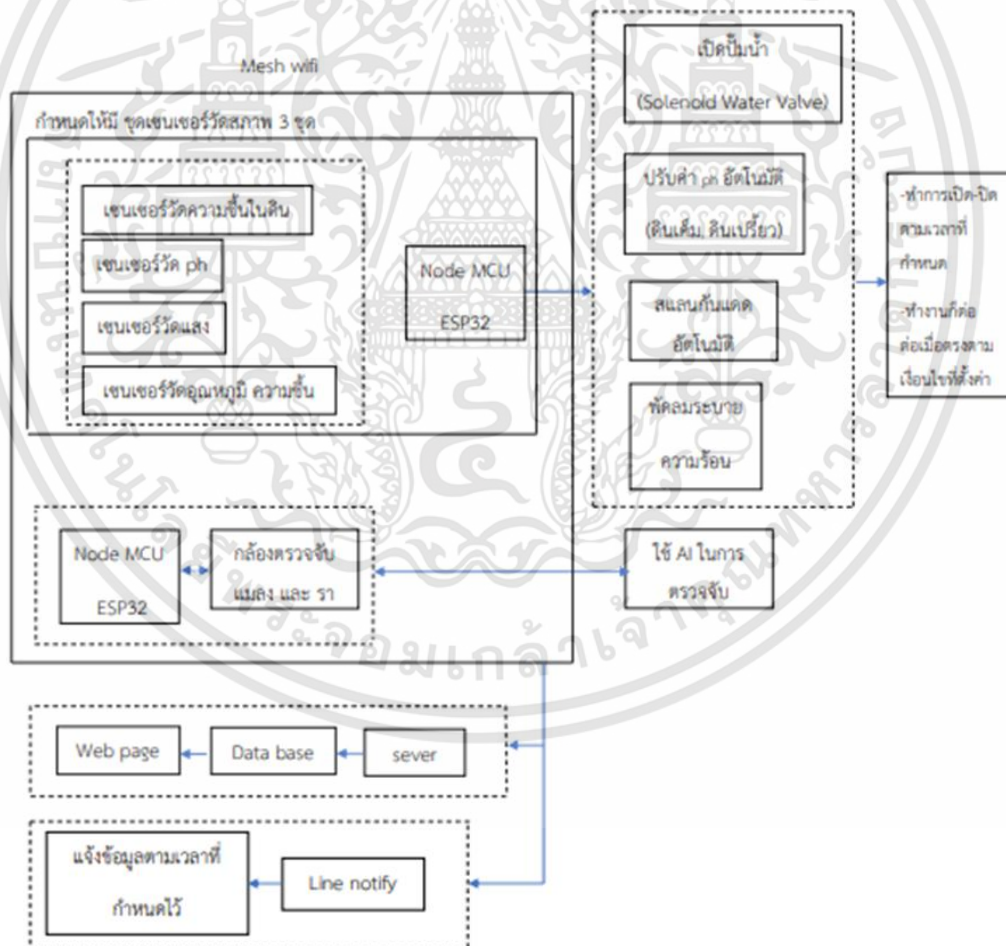 Mesh wifi
กำหนดให้มี ชุดเซนเซอร์วัดสภาพ 3 ชุด
เซนเซอร์วัดความชื้นในดิน
เซนเซอร์วัด ph
เซนเซอร์วัดแสง
เซนเซอร์วัดอุณหภูมิ ความชื้น
Node MCU
ESP32
เปิดปั๊มน้ำ
(Solenoid Water Valve)
ปรับค่า ph อัตโนมัติ
(ดินเค็ม, ดินเปรี้ยว)
สแลนกันแดด
อัตโนมัติ
พัดลมระบาย
ความร้อน
-ทำการเปิด-ปิด
ตามเวลาที่
กำหนด
-ทำงานก็ต่อ
ต่อเมื่อตรงตาม
เงื่อนไขที่ตั้งค่า
Node MCU
ESP32
กล้องตรวจจับ
แมลง และ รา
ใช้ AI ในการ
ตรวจจับ
Web page
Data base
sever
แจ้งข้อมูลตามเวลาที่
กำหนดไว้
Line notify